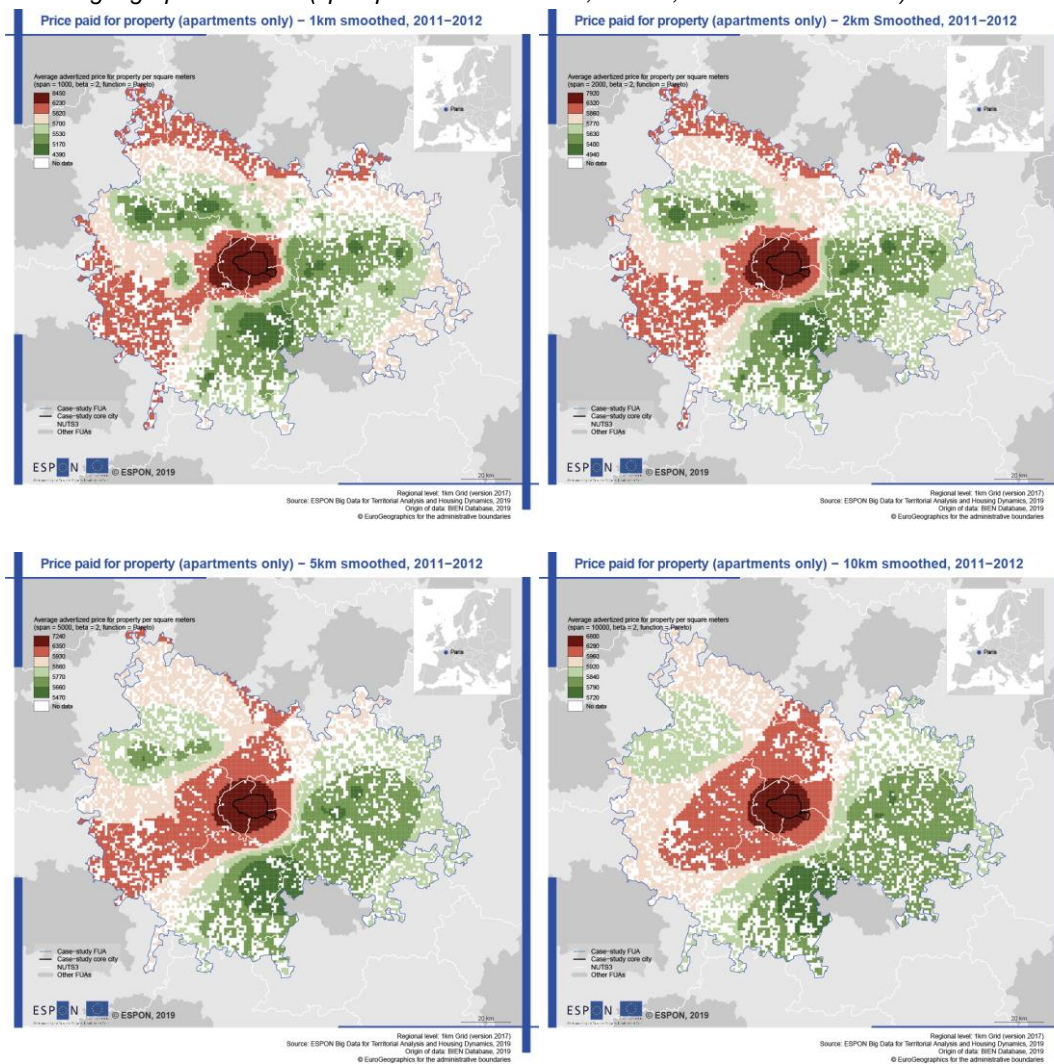 Price paid for property (apartments only) − 1km smoothed, 2011−2012
Average advertized price for property per square meters
(span = 1000, beta = 2, function = Pareto)
8450
6230
5820
5700
5530
5170
4390
No data
Paris
Case−study FUA
Case−study core city
NUTS3
Other FUAs
ESPON
© ESPON, 2019
20 km
Regional level: 1km Grid (version 2017)
Source: ESPON Big Data for Territorial Analysis and Housing Dynamics, 2019
Origin of data: BIEN Database, 2019
© EuroGeographics for the administrative boundaries
Price paid for property (apartments only) − 2km Smoothed, 2011−2012
Average advertized price for property per square meters
(span = 2000, beta = 2, function = Pareto)
7920
6320
5860
5770
5630
5400
4940
No data
Paris
Case−study FUA
Case−study core city
NUTS3
Other FUAs
ESPON
© ESPON, 2019
20 km
Regional level: 1km Grid (version 2017)
Source: ESPON Big Data for Territorial Analysis and Housing Dynamics, 2019
Origin of data: BIEN Database, 2019
© EuroGeographics for the administrative boundaries
Price paid for property (apartments only) − 5km smoothed, 2011−2012
Average advertized price for property per square meters
(span = 5000, beta = 2, function = Pareto)
7240
6350
5930
5860
5770
5660
5470
No data
Paris
Case−study FUA
Case−study core city
NUTS3
Other FUAs
ESPON
© ESPON, 2019
20 km
Regional level: 1km Grid (version 2017)
Source: ESPON Big Data for Territorial Analysis and Housing Dynamics, 2019
Origin of data: BIEN Database, 2019
© EuroGeographics for the administrative boundaries
Price paid for property (apartments only) − 10km smoothed, 2011−2012
Average advertized price for property per square meters
(span = 10000, beta = 2, function = Pareto)
6800
6290
5960
5920
5840
5790
5720
No data
Paris
Case−study FUA
Case−study core city
NUTS3
Other FUAs
ESPON
© ESPON, 2019
20 km
Regional level: 1km Grid (version 2017)
Source: ESPON Big Data for Territorial Analysis and Housing Dynamics, 2019
Origin of data: BIEN Database, 2019
© EuroGeographics for the administrative boundaries